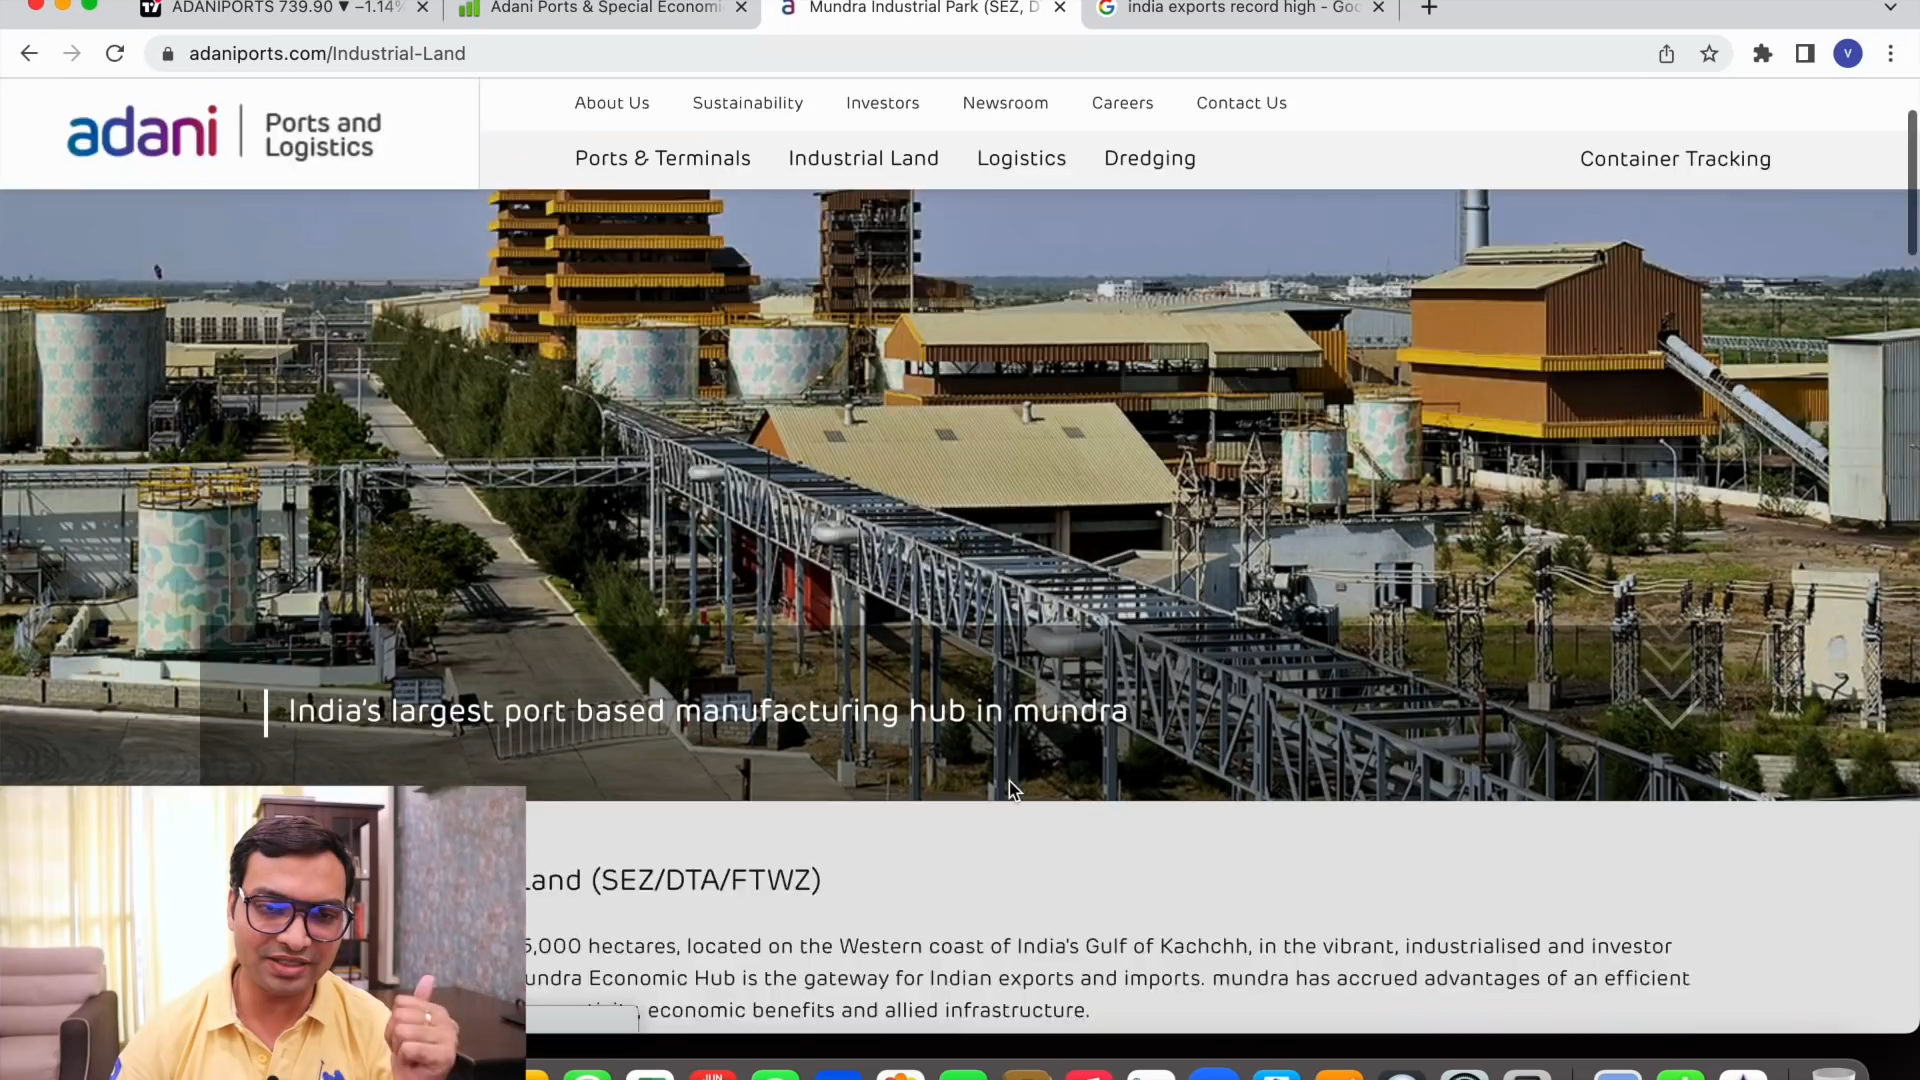 ADANIPORTS 739.90 ▼ −1.14%
Adani Ports & Special Economi
Mundra Industrial Park (SEZ, D
india exports record high - Goo
adaniports.com/Industrial-Land
V
adani
Ports and
Logistics
About Us
Sustainability
Investors
Newsroom
Careers
Contact Us
Ports & Terminals
Industrial Land
Logistics
Dredging
Container Tracking
India's largest port based manufacturing hub in mundra
Land (SEZ/DTA/FTWZ)
5,000 hectares, located on the Western coast of India's Gulf of Kachchh, in the vibrant, industrialised and investor
undra Economic Hub is the gateway for Indian exports and imports. mundra has accrued advantages of an efficient
, economic benefits and allied infrastructure.
JUN